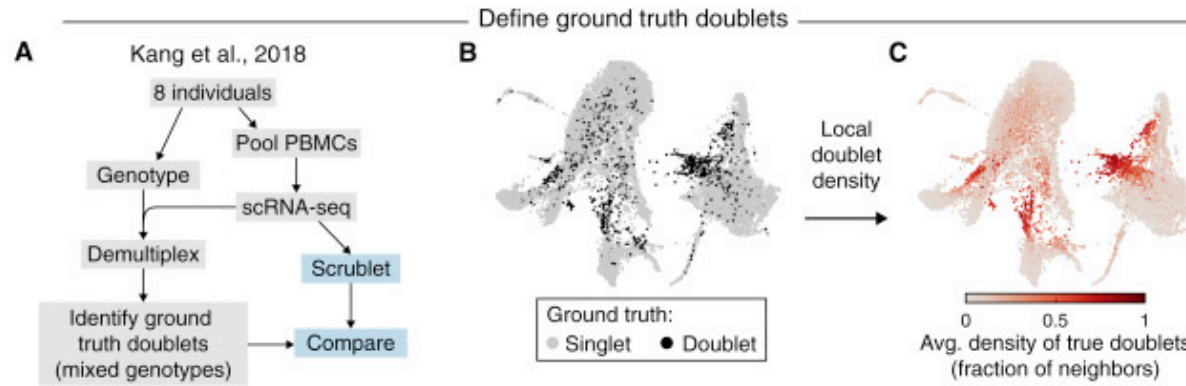 Define ground truth doublets
A
Kang et al., 2018
8 individuals
Pool PBMCs
Genotype
scRNA-seq
Demultiplex
Scrublet
Identify ground
truth doublets
(mixed genotypes)
Compare
B
Ground truth:
Singlet Doublet
Local
doublet
density
C
0 0.5 1
Avg. density of true doublets
(fraction of neighbors)